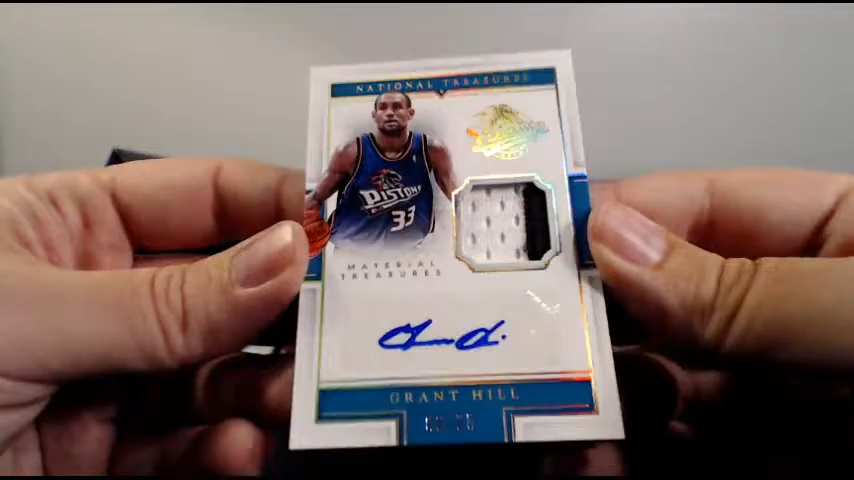 NATIONAL TREASURES
PISTONS
33
MATERIAL
TREASURES
GRANT HILL